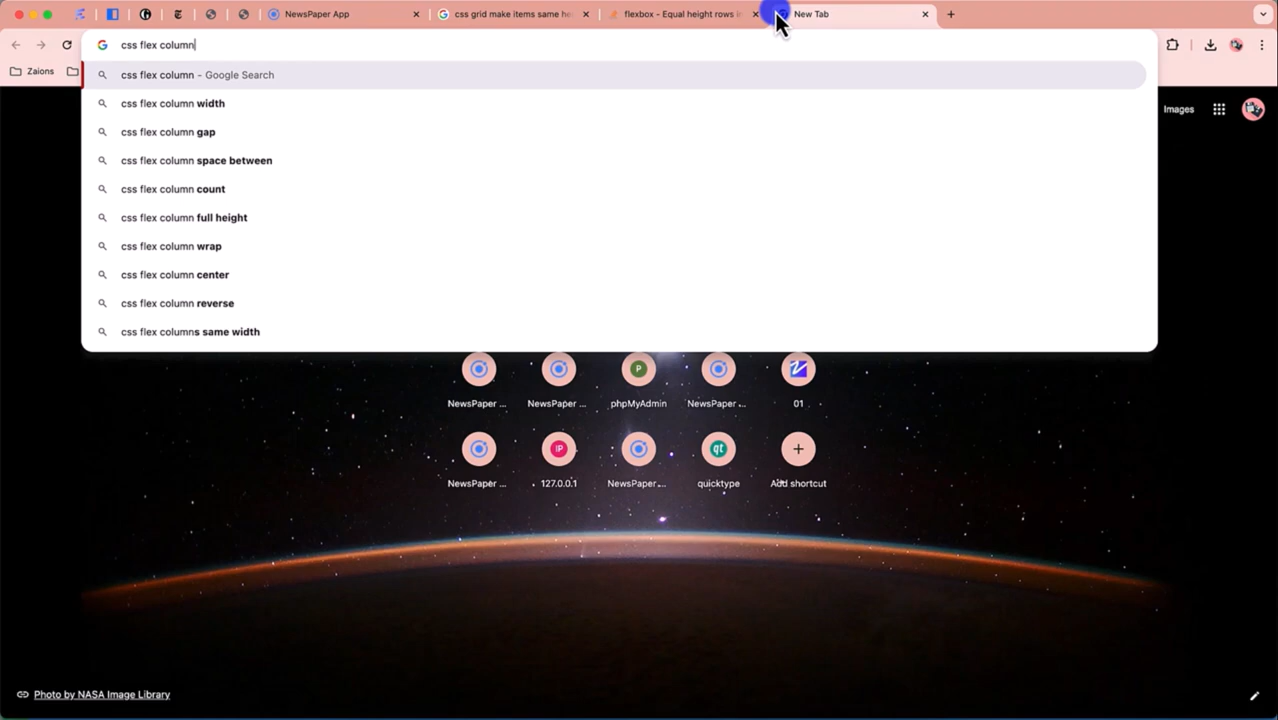 NewsPaper App
css grid make items same he
flexbox - Equal height rows in
New Tab
css flex column
Zaions
css flex column - Google Search
css flex column width
css flex column gap
css flex column space between
css flex column count
css flex column full height
css flex column wrap
css flex column center
css flex column reverse
css flex columns same width
Images
NewsPaper ...
NewsPaper ...
phpMyAdmin
NewsPaper ...
01
NewsPaper ...
127.0.0.1
NewsPaper ...
quicktype
Add shortcut
Photo by NASA Image Library